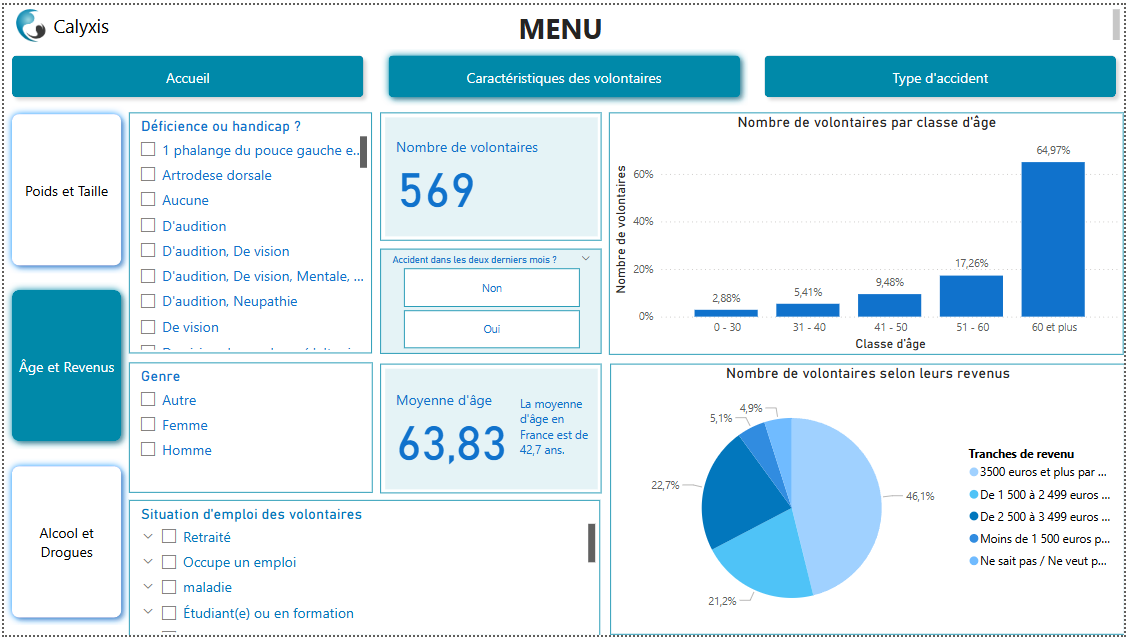 Calyxis
MENU
Accueil
Caractéristiques des volontaires
Type d'accident
Poids et Taille
Âge et Revenus
Alcool et
Drogues
Déficience ou handicap ?
1 phalange du pouce gauche e...
Artrodese dorsale
Aucune
D'audition
D'audition, De vision
D'audition, De vision, Mentale, ...
D'audition, Neupathie
De vision
Genre
Autre
Femme
Homme
Situation d'emploi des volontaires
Retraité
Occupe un emploi
maladie
Étudiant(e) ou en formation
Nombre de volontaires
569
Accident dans les deux derniers mois ?
Non
Oui
Moyenne d'âge
63,83
La moyenne
d'âge en
France est de
42,7 ans.
Nombre de volontaires par classe d'âge
Nombre de volontaires
60%
40%
20%
0%
2,88%
5,41%
9,48%
17,26%
64,97%
0 - 30
31 - 40
41 - 50
51 - 60
60 et plus
Classe d'âge
Nombre de volontaires selon leurs revenus
4,9%
5,1%
22,7%
46,1%
21,2%
Tranches de revenu
3500 euros et plus par ...
De 1 500 à 2 499 euros ...
De 2 500 à 3 499 euros ...
Moins de 1 500 euros p...
Ne sait pas / Ne veut p...